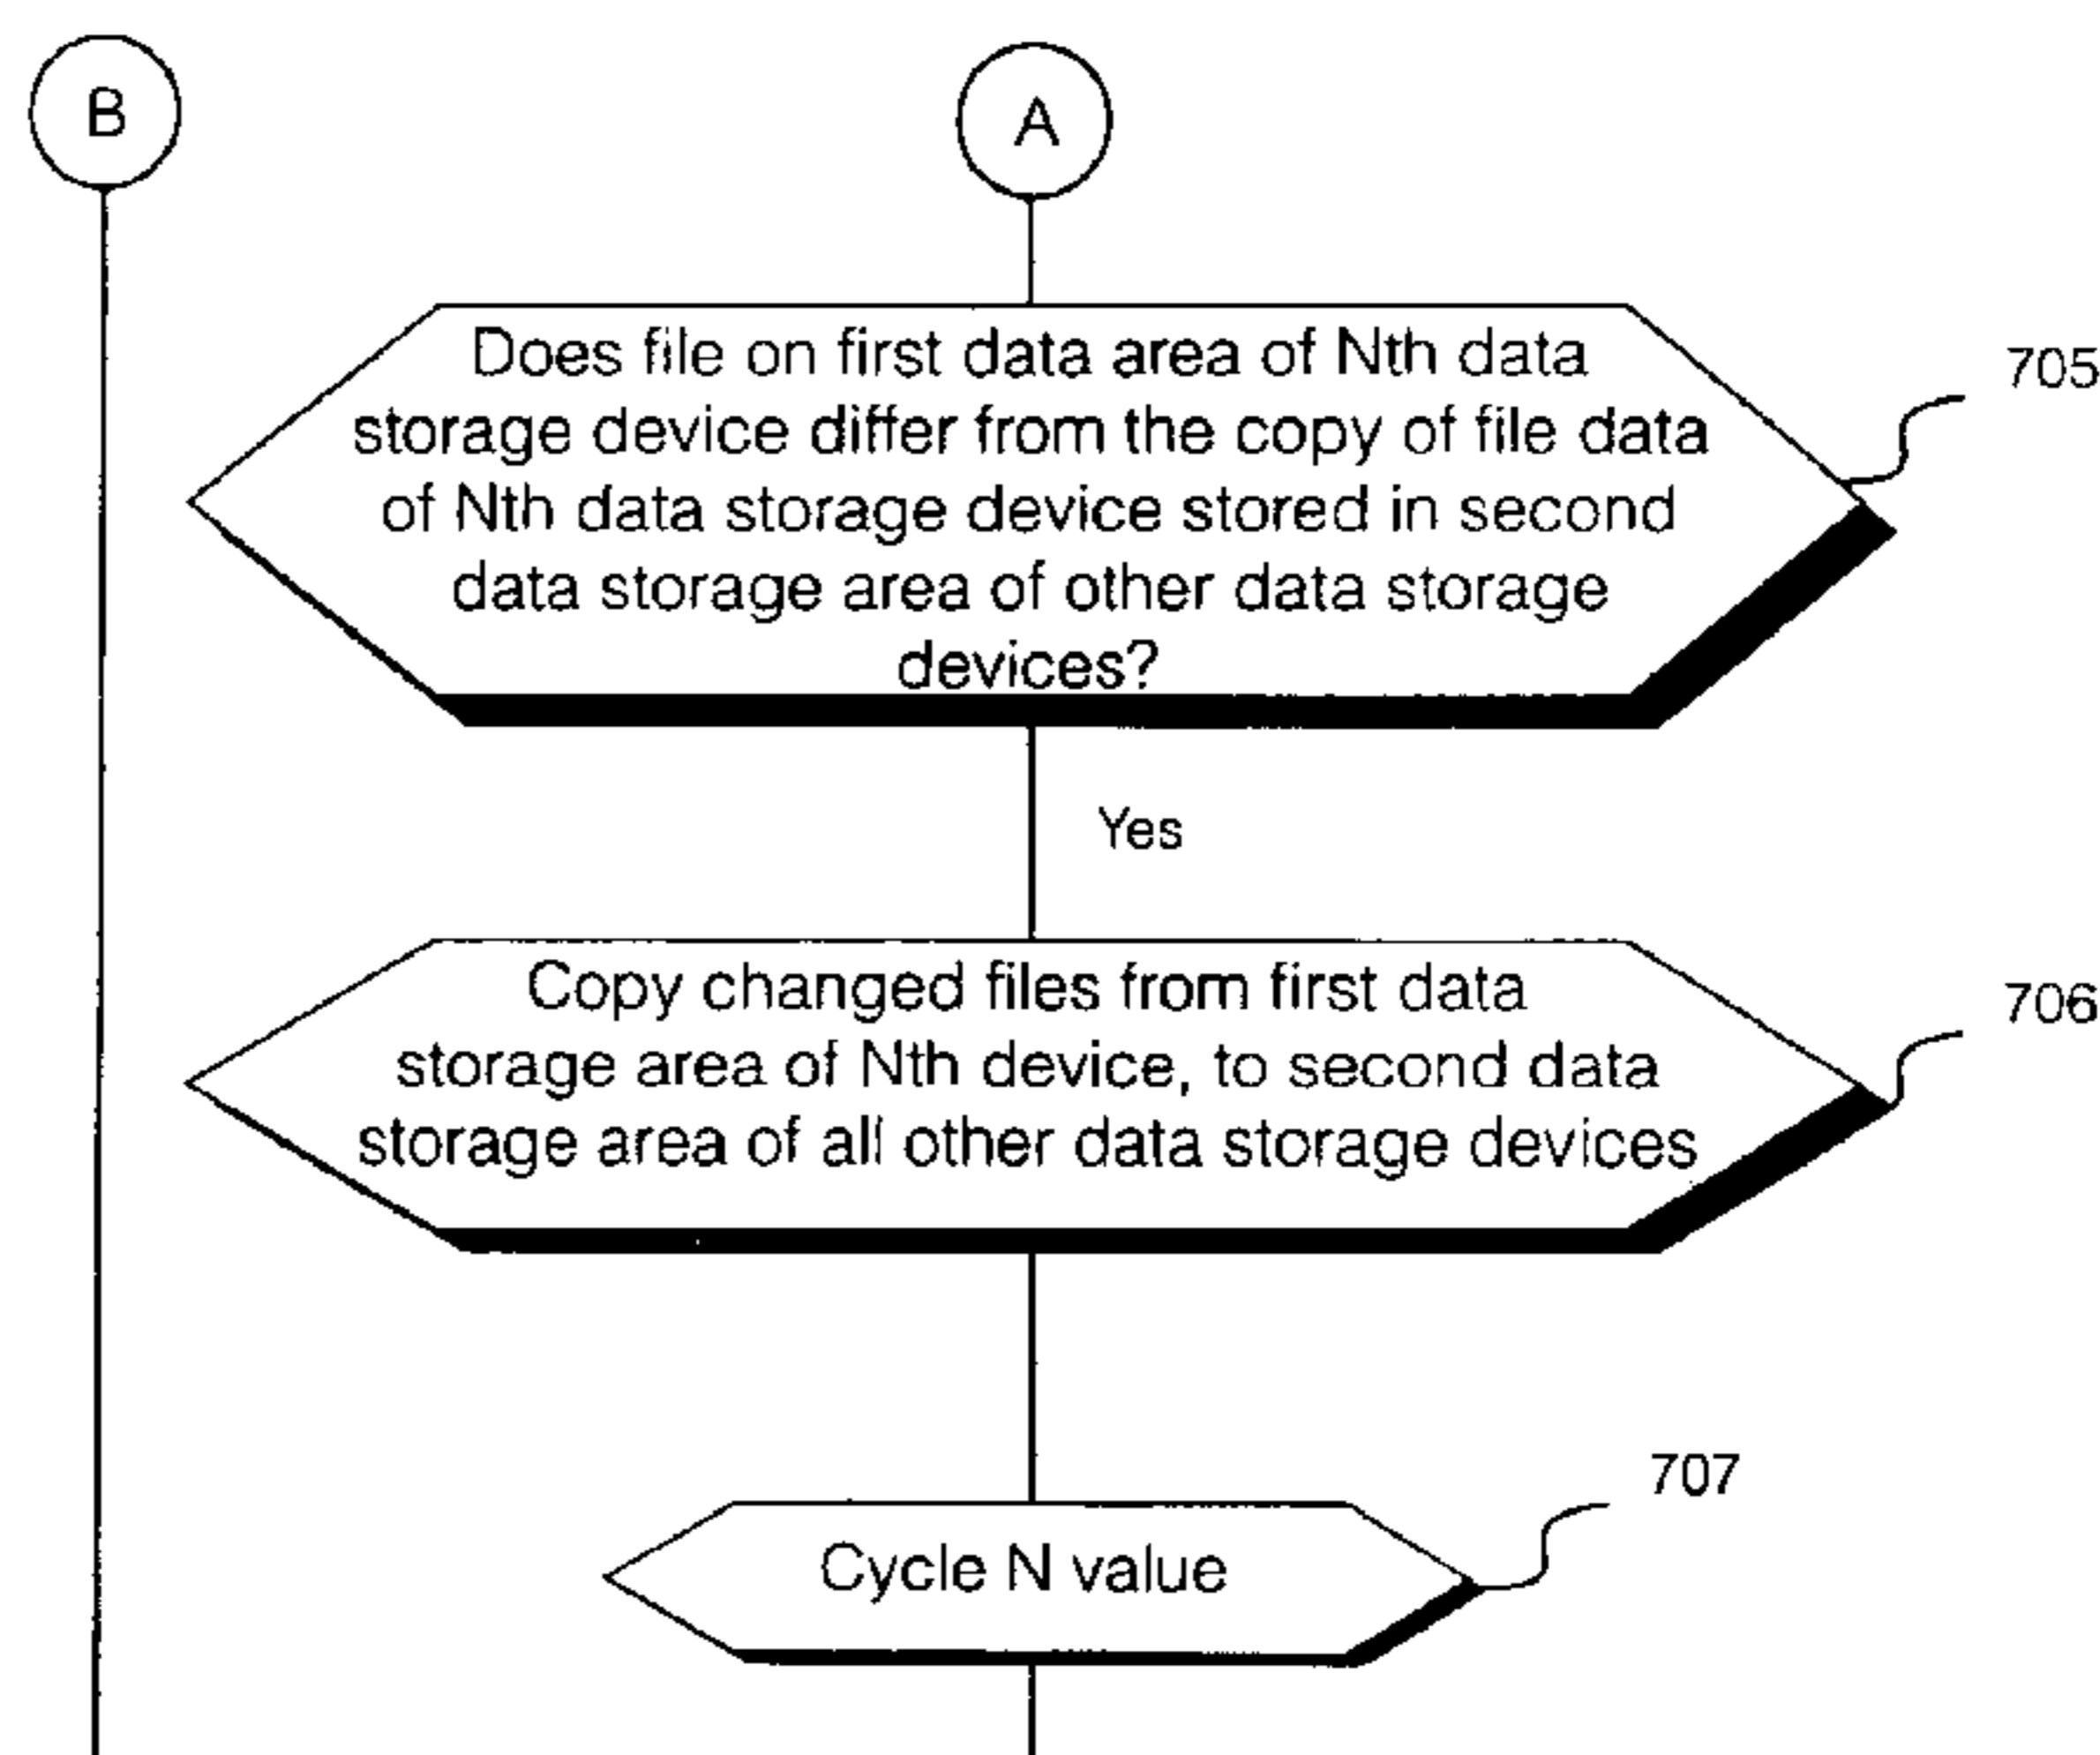 B
A
Does file on first data area of Nth data
storage device differ from the copy of file data
of Nth data storage device stored in second
data storage area of other data storage
devices?
705
Yes
Copy changed files from first data
storage area of Nth device, to second data
storage area of all other data storage devices
706
Cycle N value
707